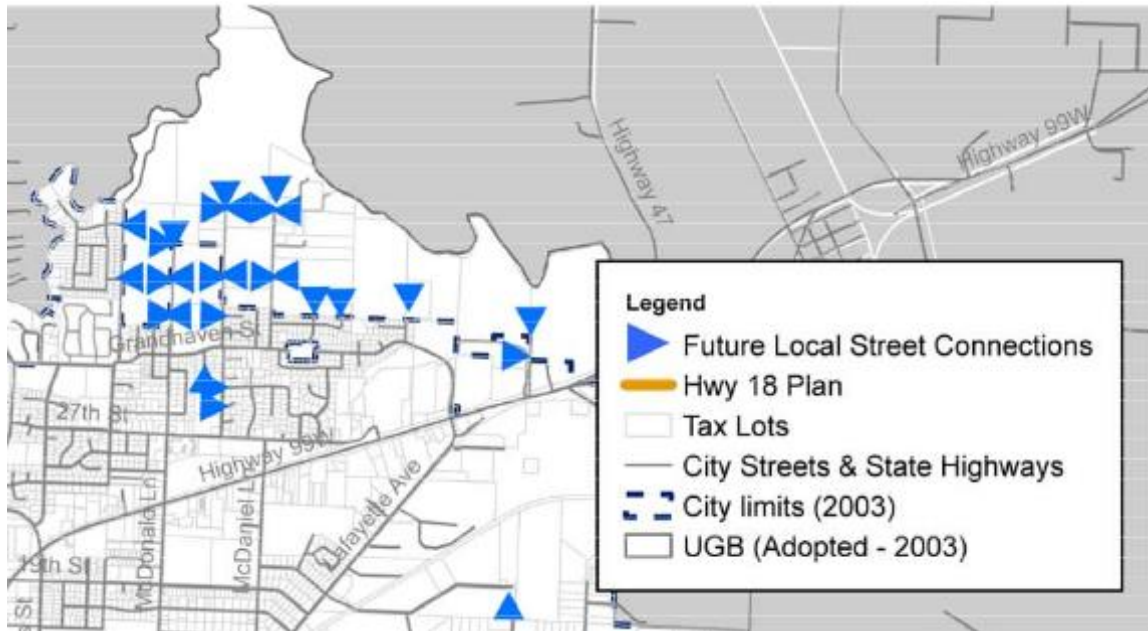 Highway 47
Highway 99W
Grandhaven St
27th St
Highway 99W
McDonald Ln
McDaniel L
Lafayette Ave
19th St
s St
Legend
Future Local Street Connections
Hwy 18 Plan
Tax Lots
City Streets & State Highways
City limits (2003)
UGB (Adopted - 2003)